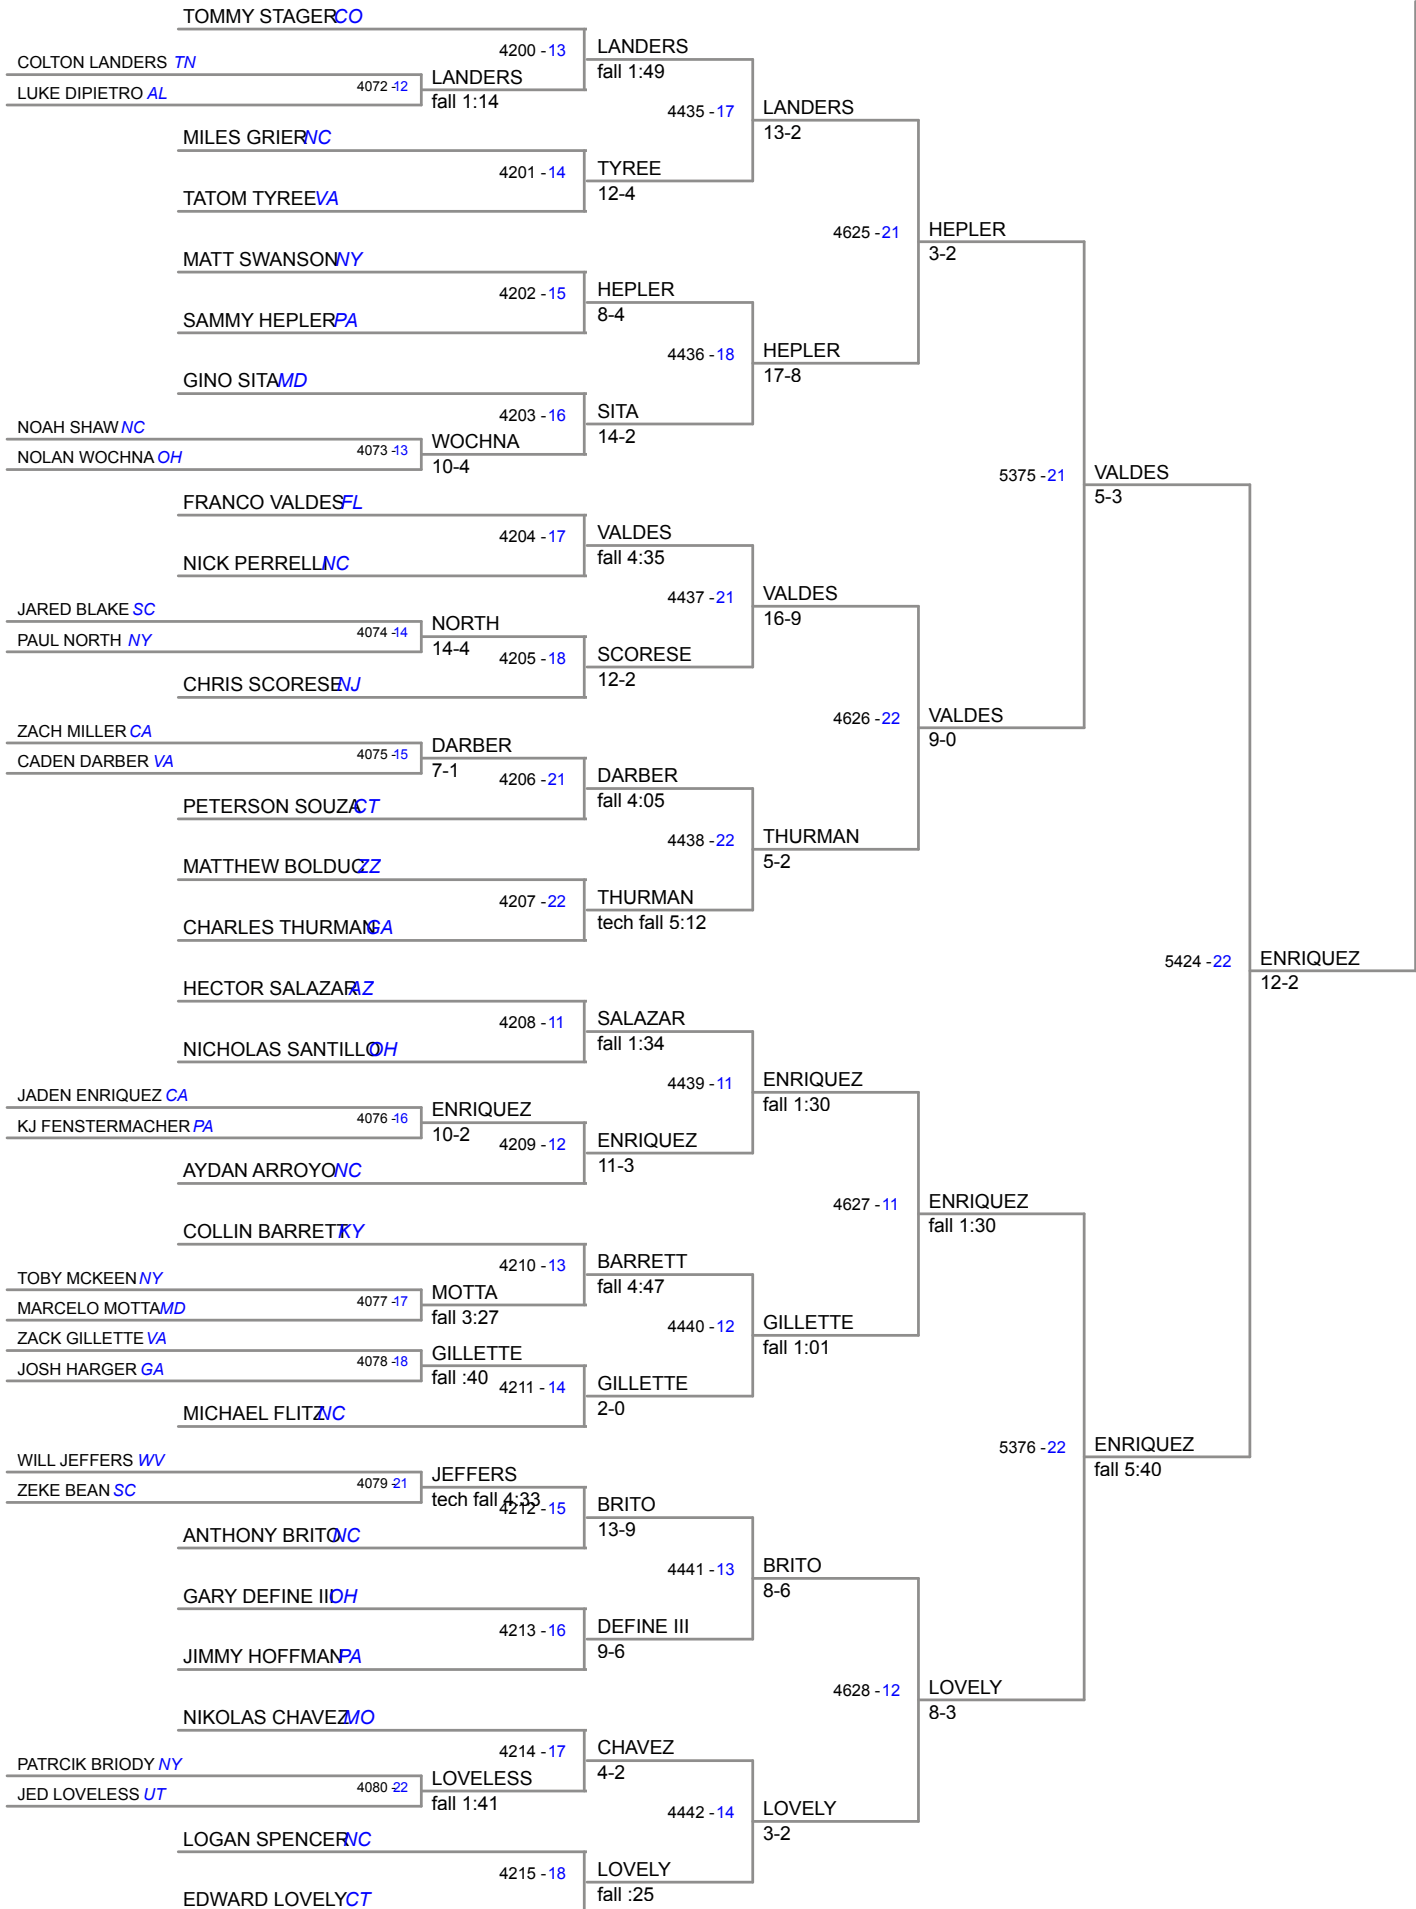 TOMMY STAGER CO
4200 - 13 LANDERS
COLTON LANDERS TN
fall 1:49
4072 -12 LANDERS
LUKE DIPIETRO AL
fall 1:14
4435 - 17 LANDERS
13-2
MILES GRIER NC
4201 - 14 TYREE
12-4
TATOM TYREE VA
4625 - 21 HEPLER
3-2
MATT SWANSON NY
4202 - 15 HEPLER
8-4
SAMMY HEPLER PA
4436 - 18 HEPLER
17-8
GINO SITA MD
4203 - 16 SITA
14-2
NOAH SHAW NC
4073 -13 WOCHNA
10-4
NOLAN WOCHNA OH
5375 - 21 VALDES
5-3
FRANCO VALDES FL
4204 - 17 VALDES
fall 4:35
NICK PERRELLI NC
4437 - 21 VALDES
16-9
JARED BLAKE SC
4074 -14 NORTH
14-4
PAUL NORTH NY
4205 - 18 SCORESE
12-2
CHRIS SCORESE NJ
4626 - 22 VALDES
9-0
ZACH MILLER CA
4075 -15 DARBER
7-1
CADEN DARBER VA
4206 - 21 DARBER
fall 4:05
PETERSON SOUZA CT
4438 - 22 THURMAN
5-2
MATTHEW BOLDUC ZZ
4207 - 22 THURMAN
tech fall 5:12
CHARLES THURMAN GA
5424 - 22 ENRIQUEZ
12-2
HECTOR SALAZAR AZ
4208 - 11 SALAZAR
fall 1:34
NICHOLAS SANTILLO OH
4439 - 11 ENRIQUEZ
fall 1:30
JADEN ENRIQUEZ CA
4076 -16 ENRIQUEZ
10-2
KJ FENSTERMACHER PA
4209 - 12 ENRIQUEZ
11-3
AYDAN ARROYO NC
4627 - 11 ENRIQUEZ
fall 1:30
COLLIN BARRETT KY
4210 - 13 BARRETT
fall 4:47
TOBY MCKEEN NY
4077 -17 MOTTA
fall 3:27
MARCELO MOTTA MD
4440 - 12 GILLETTE
fall 1:01
ZACK GILLETTE VA
4078 -18 GILLETTE
fall :40
JOSH HARGER GA
4211 - 14 GILLETTE
2-0
MICHAEL FLITZ NC
5376 - 22 ENRIQUEZ
fall 5:40
WILL JEFFERS WV
4079 -21 JEFFERS
tech fall 4:33
ZEKE BEAN SC
4212 - 15 BRITO
13-9
ANTHONY BRITO NC
4441 - 13 BRITO
8-6
GARY DEFINE III OH
4213 - 16 DEFINE III
9-6
JIMMY HOFFMAN PA
4628 - 12 LOVELY
8-3
NIKOLAS CHAVEZ MO
4214 - 17 CHAVEZ
4-2
PATRCIK BRIODY NY
4080 -22 LOVELESS
fall 1:41
JED LOVELESS UT
4442 - 14 LOVELY
3-2
LOGAN SPENCER NC
4215 - 18 LOVELY
fall :25
EDWARD LOVELY CT